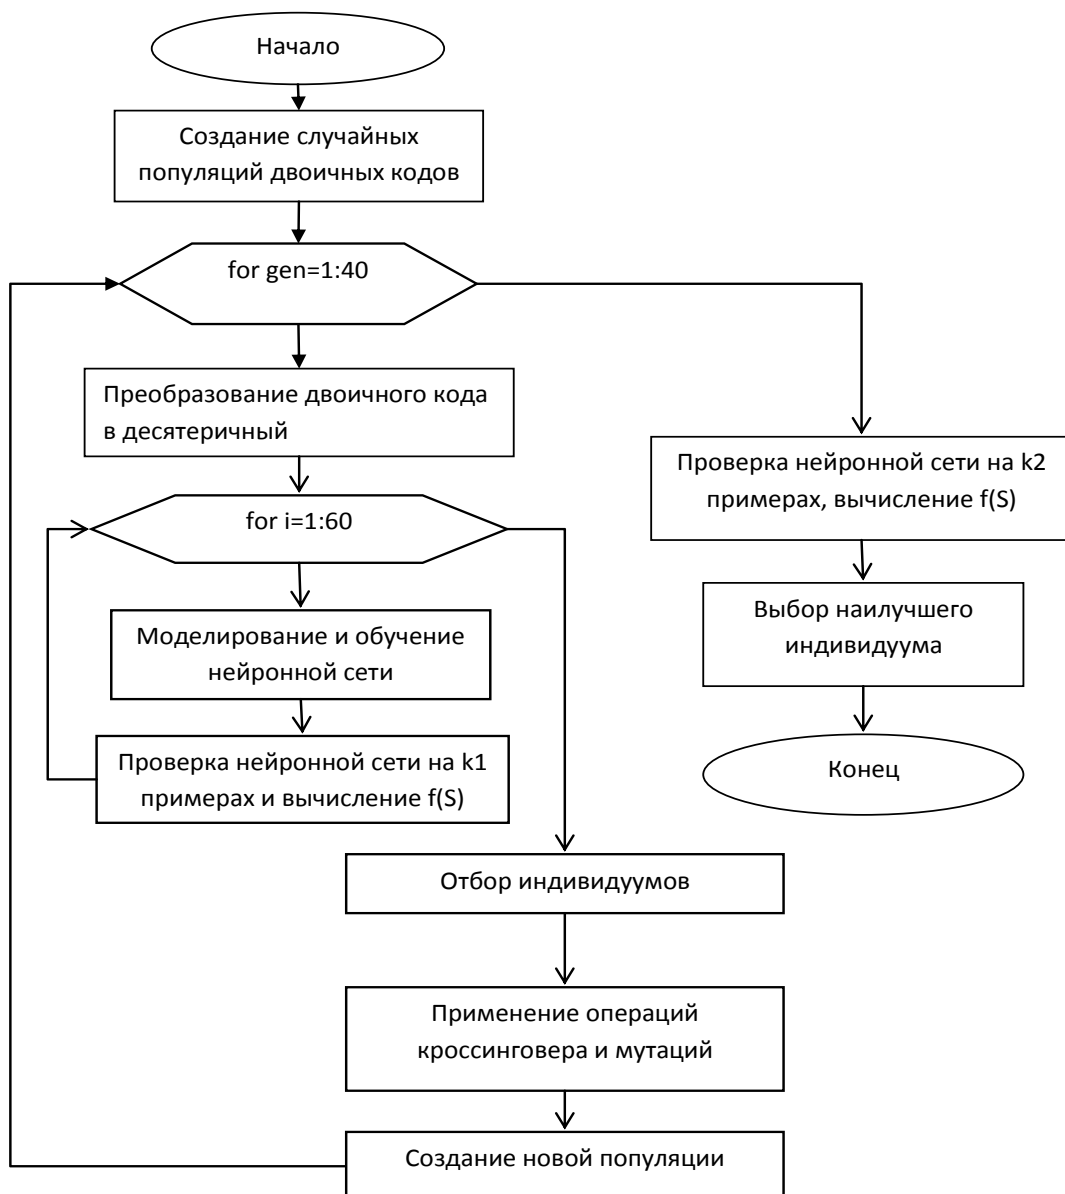 Начало
Создание случайных
популяций двоичных кодов
for gen=1:40
Преобразование двоичного кода
в десятеричный
for i=1:60
Моделирование и обучение
нейронной сети
Проверка нейронной сети на k1
примерах и вычисление f(S)
Отбор индивидуумов
Применение операций
кроссинговера и мутаций
Создание новой популяции
Проверка нейронной сети на k2
примерах, вычисление f(S)
Выбор наилучшего
индивидуума
Конец